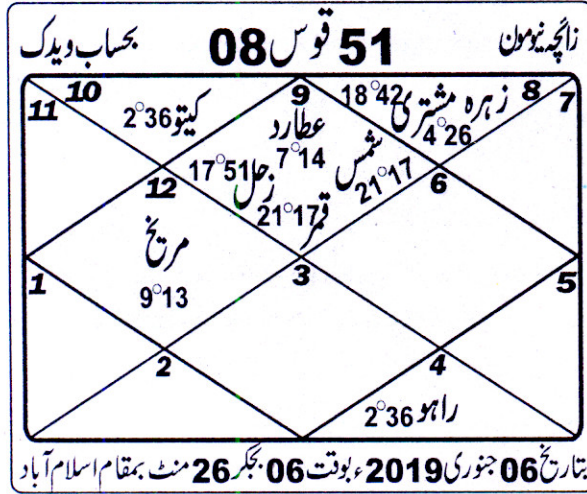 زائچہ نیومون
51 قوس 08
بحساب ویدک
7
8
زہرہ 18°42
مشتری 4°26
9
عطارد
7°14
شمس
21°17
زحل 17°51
قمر 21°17
کیتو 2°36
10
11
12
6
مریخ
9°13
1
3
5
2
4
راہو 2°36
بتاریخ 06 جنوری 2019ء بوقت 06 بجکر 26 منٹ بمقام اسلام آباد